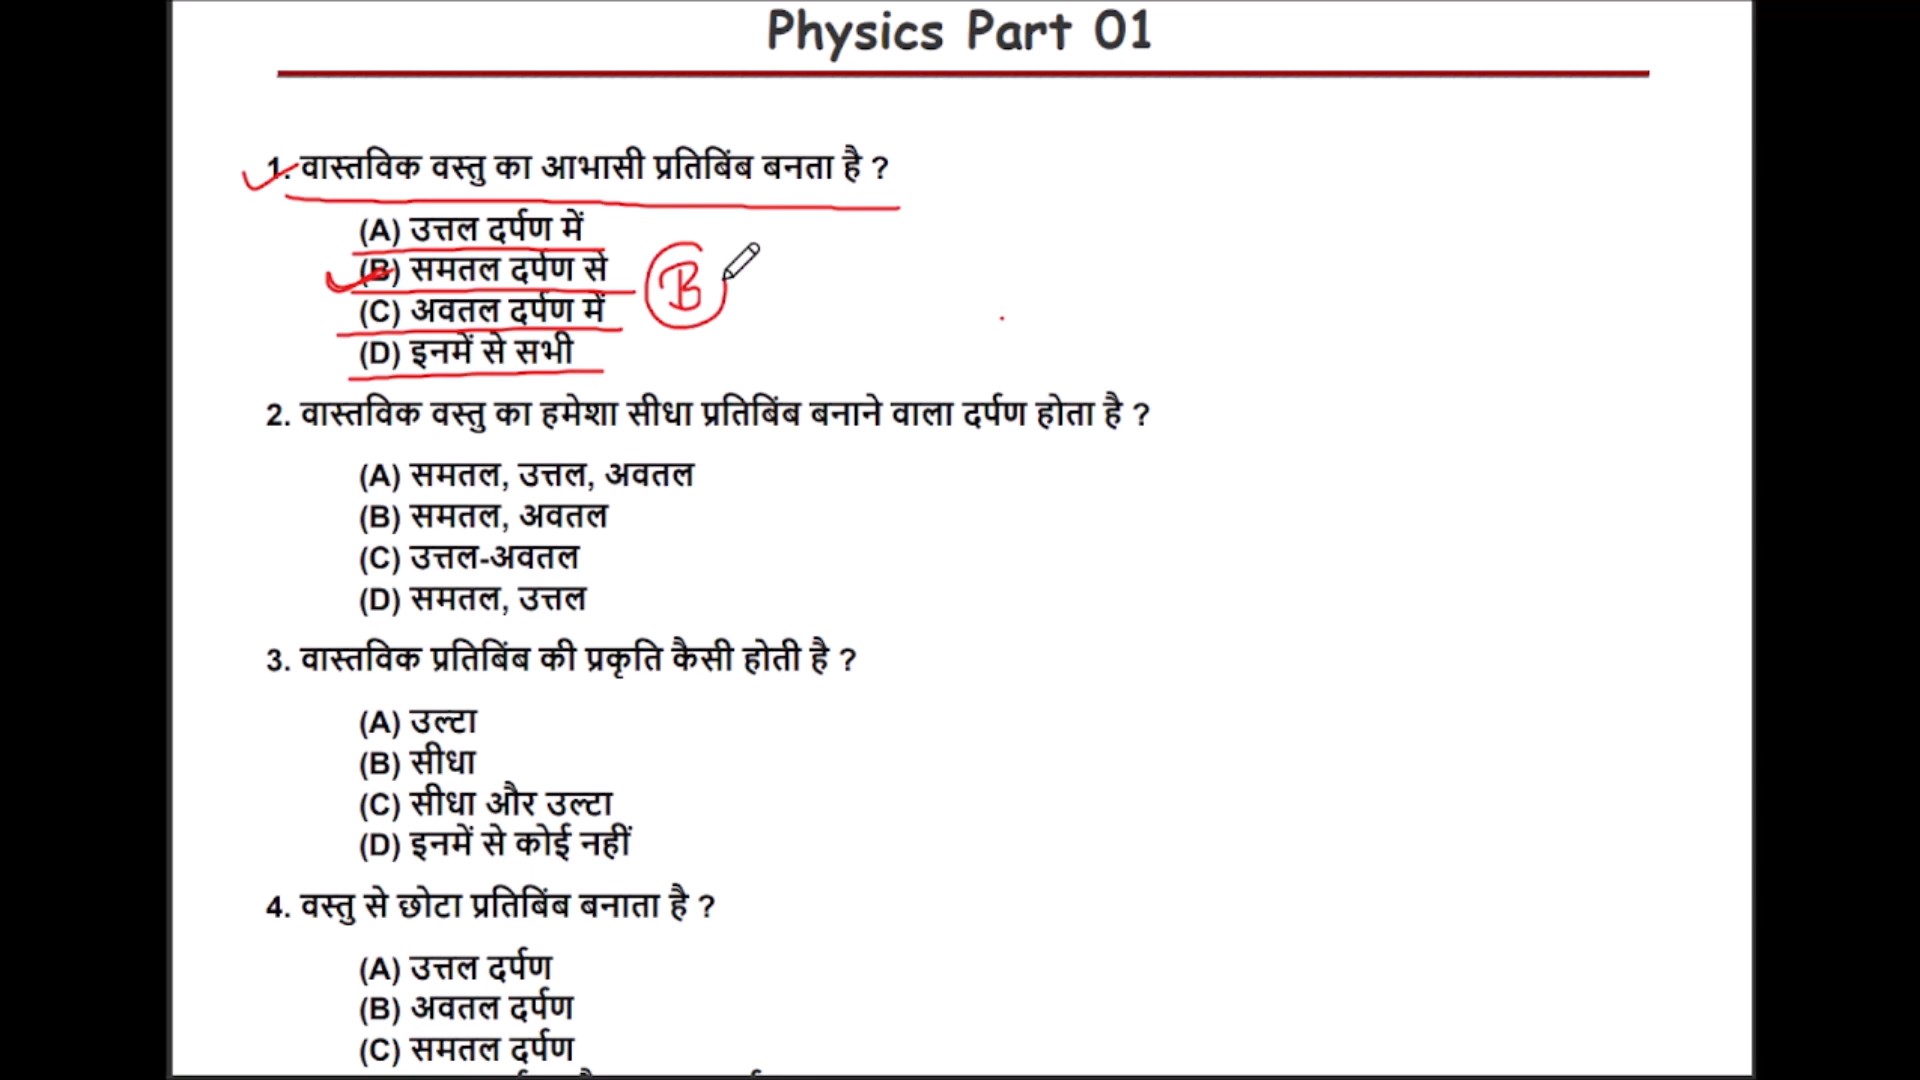 Physics Part 01
1. वास्तविक वस्तु का आभासी प्रतिबिंब बनता है ?
(A) उत्तल दर्पण में
(B) समतल दर्पण से
B
(C) अवतल दर्पण में
(D) इनमें से सभी
2. वास्तविक वस्तु का हमेशा सीधा प्रतिबिंब बनाने वाला दर्पण होता है ?
(A) समतल, उत्तल, अवतल
(B) समतल, अवतल
(C) उत्तल-अवतल
(D) समतल, उत्तल
3. वास्तविक प्रतिबिंब की प्रकृति कैसी होती है ?
(A) उल्टा
(B) सीधा
(C) सीधा और उल्टा
(D) इनमें से कोई नहीं
4. वस्तु से छोटा प्रतिबिंब बनाता है ?
(A) उत्तल दर्पण
(B) अवतल दर्पण
(C) समतल दर्पण